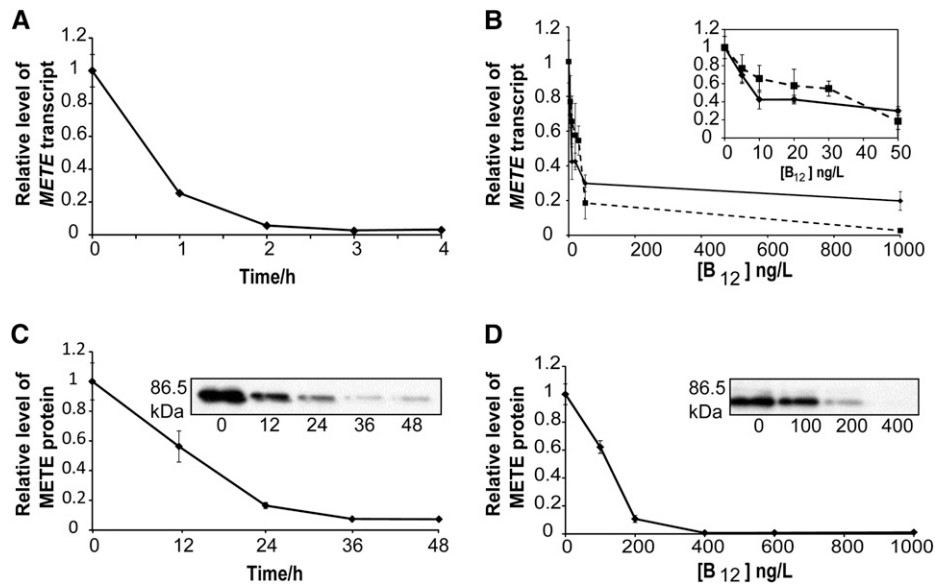 A
Relative level of
METE transcript
1.2
1
0.8
0.6
0.4
0.2
0
0 1 2 3 4
Time/h
B
Relative level of
METE transcript
1.2
1
0.8
0.6
0.4
0.2
0
0 200 400 600 800 1000
[B 12 ] ng/L
1.2
1
0.8
0.6
0.4
0.2
0
0 10 20 30 40 50
[B12] ng/L
C
Relative level of
METE protein
1.2
1
0.8
0.6
0.4
0.2
0
0 12 24 36 48
Time/h
86.5
kDa
0 12 24 36 48
D
Relative level of
METE protein
1.2
1
0.8
0.6
0.4
0.2
0
0 200 400 600 800 1000
[B 12 ] ng/L
86.5
kDa
0 100 200 400